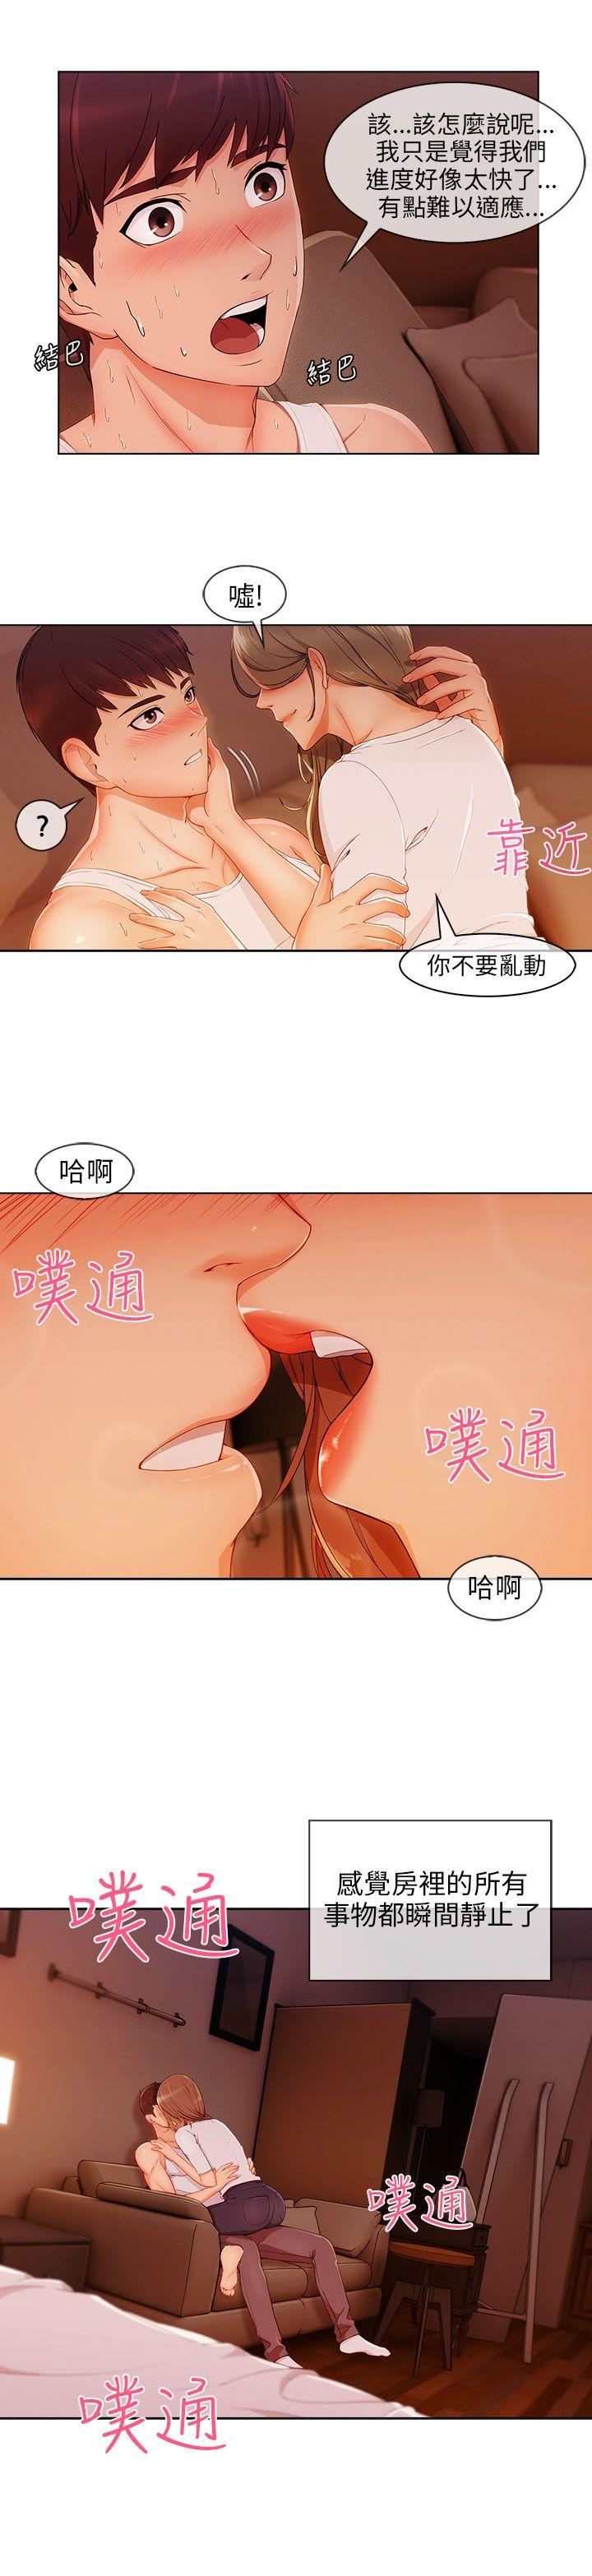 該...該怎麼說呢...
我只是覺得我們
進度好像太快了...
有點難以適應...
結巴
結巴
噓!
?
靠近
你不要亂動
哈啊
噗通
噗通
哈啊
感覺房裡的所有
事物都瞬間靜止了
噗通
噗通
噗通